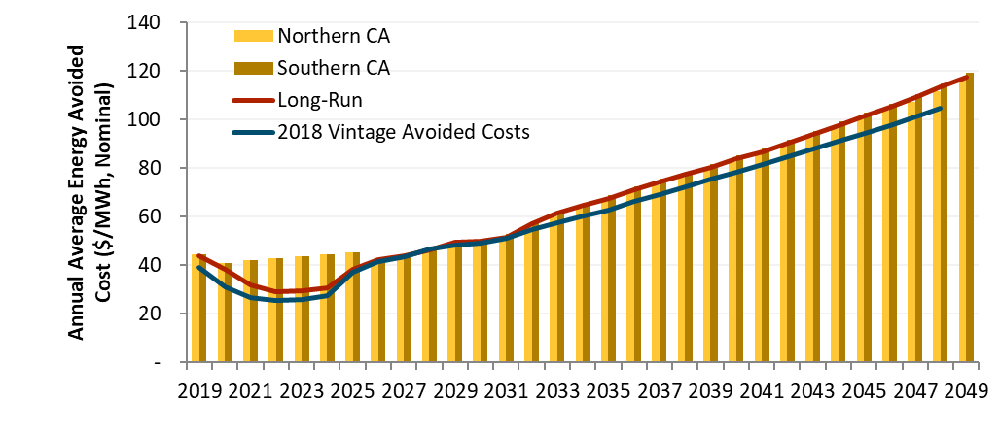 Annual Average Energy Avoided
Cost ($/MWh, Nominal)
140
120
100
80
60
40
20
-
Northern CA
Southern CA
Long-Run
2018 Vintage Avoided Costs
2019 2021 2023 2025 2027 2029 2031 2033 2035 2037 2039 2041 2043 2045 2047 2049